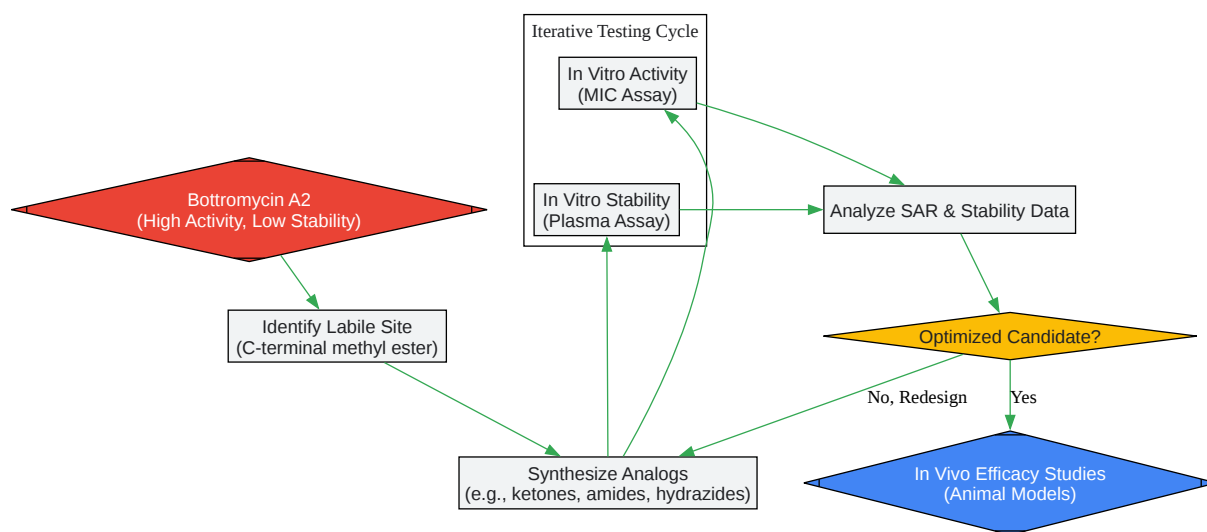 Iterative Testing Cycle
In Vitro Activity
(MIC Assay)
Bottromycin A2
(High Activity, Low Stability)
In Vitro Stability
(Plasma Assay)
Analyze SAR & Stability Data
Identify Labile Site
(C-terminal methyl ester)
Optimized Candidate?
No, Redesign
Yes
Synthesize Analogs
(e.g., ketones, amides, hydrazides)
In Vivo Efficacy Studies
(Animal Models)